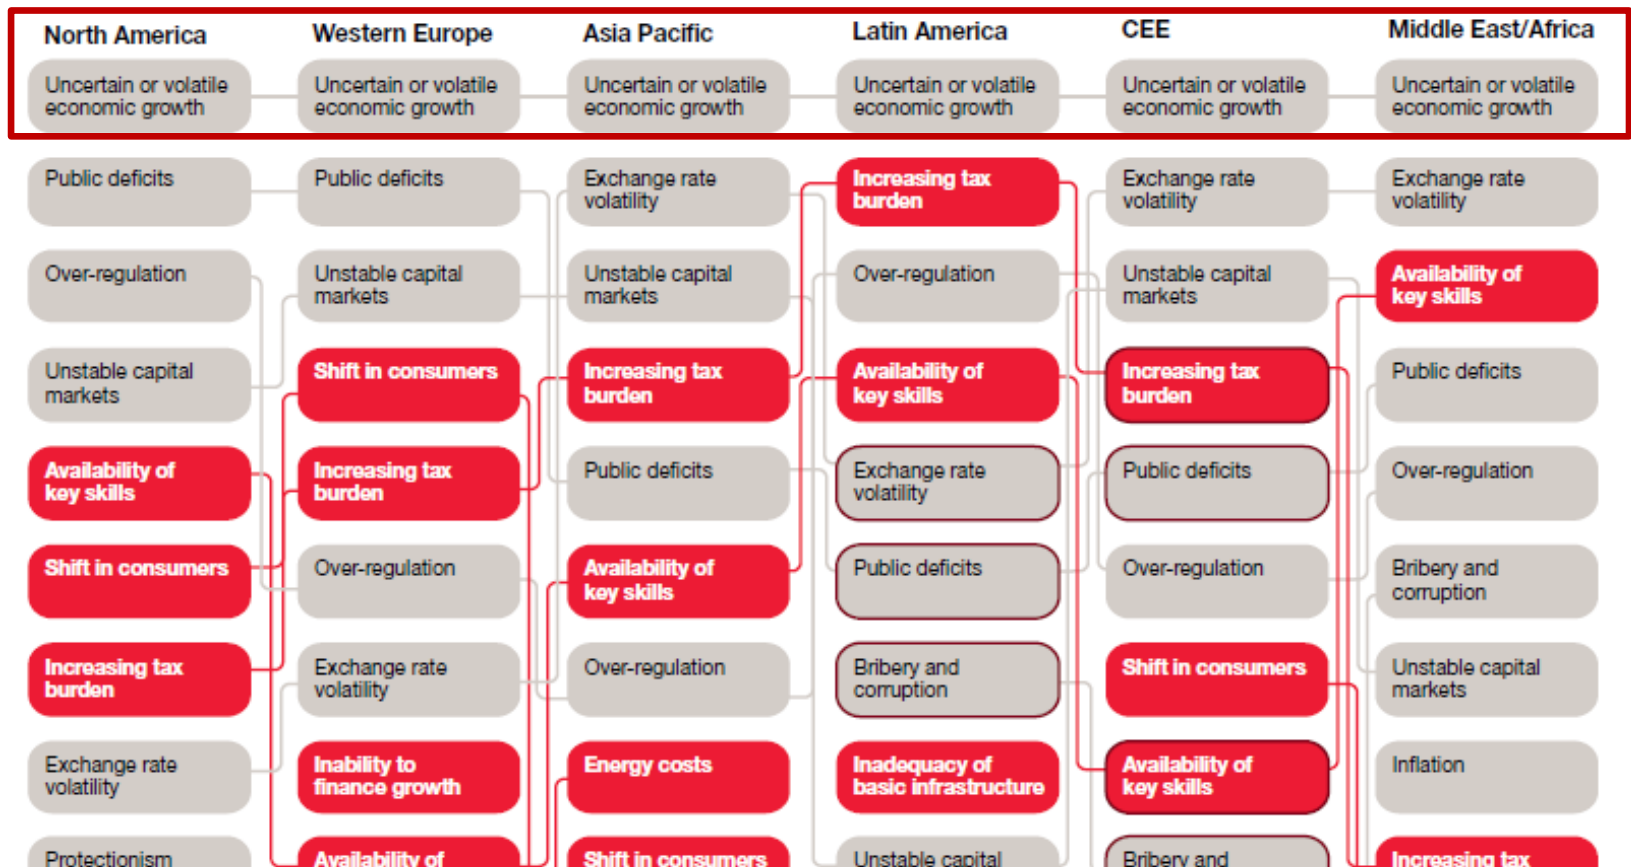 North America
Western Europe
Asia Pacific
Latin America
CEE
Middle East/Africa
Uncertain or volatile
economic growth
Uncertain or volatile
economic growth
Uncertain or volatile
economic growth
Uncertain or volatile
economic growth
Uncertain or volatile
economic growth
Uncertain or volatile
economic growth
Public deficits
Public deficits
Exchange rate
volatility
Increasing tax
burden
Exchange rate
volatility
Exchange rate
volatility
Over-regulation
Unstable capital
markets
Unstable capital
markets
Over-regulation
Unstable capital
markets
Availability of
key skills
Unstable capital
markets
Shift in consumers
Increasing tax
burden
Availability of
key skills
Increasing tax
burden
Public deficits
Availability of
key skills
Increasing tax
burden
Public deficits
Exchange rate
volatility
Public deficits
Over-regulation
Shift in consumers
Over-regulation
Availability of
key skills
Public deficits
Over-regulation
Bribery and
corruption
Increasing tax
burden
Exchange rate
volatility
Over-regulation
Bribery and
corruption
Shift in consumers
Unstable capital
markets
Exchange rate
volatility
Inability to
finance growth
Energy costs
Inadequacy of
basic infrastructure
Availability of
key skills
Inflation
Protectionism
Availability of
Shift in consumers
Unstable capital
Bribery and
Increasing tax